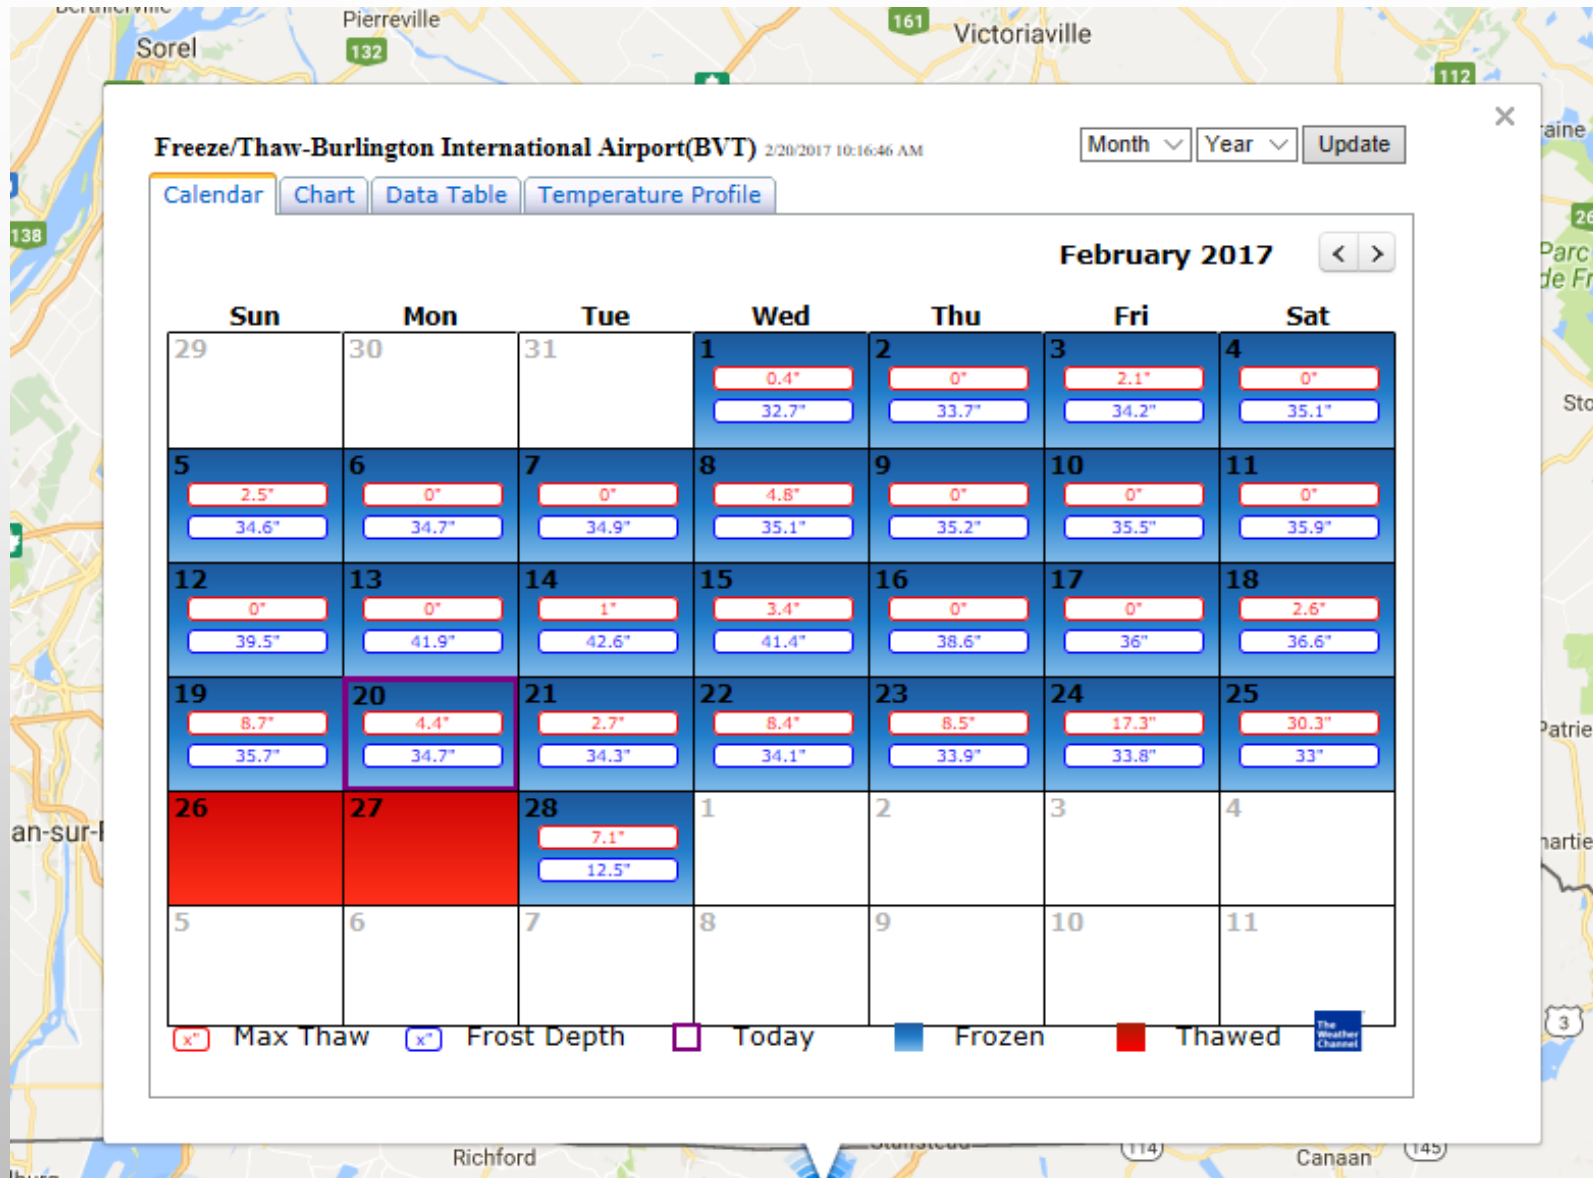 Pierreville
Sorel
132
161
Victoriaville
112
Freeze/Thaw-Burlington International Airport(BVT) 2/20/2017 10:16:46 AM
Month Year Update
×
Calendar Chart Data Table Temperature Profile
138
February 2017
< >
Parc
Sun Mon Tue Wed Thu Fri Sat
29 30 31 1 2 3 4
0.4" 0" 2.1" 0"
32.7" 33.7" 34.2" 35.1"
5 6 7 8 9 10 11
2.5" 0" 0" 4.8" 0" 0" 0"
34.6" 34.7" 34.9" 35.1" 35.2" 35.5" 35.9"
12 13 14 15 16 17 18
0" 0" 1" 3.4" 0" 0" 2.6"
39.5" 41.9" 42.6" 41.4" 38.6" 36" 36.6"
19 20 21 22 23 24 25
8.7" 4.4" 2.7" 8.4" 8.5" 17.3" 30.3"
35.7" 34.7" 34.3" 34.1" 33.9" 33.8" 33"
26 27 28 1 2 3 4
7.1"
12.5"
5 6 7 8 9 10 11
x" Max Thaw x" Frost Depth Today Frozen Thawed The
Weather
Channel
3
Richford
114
Canaan
145